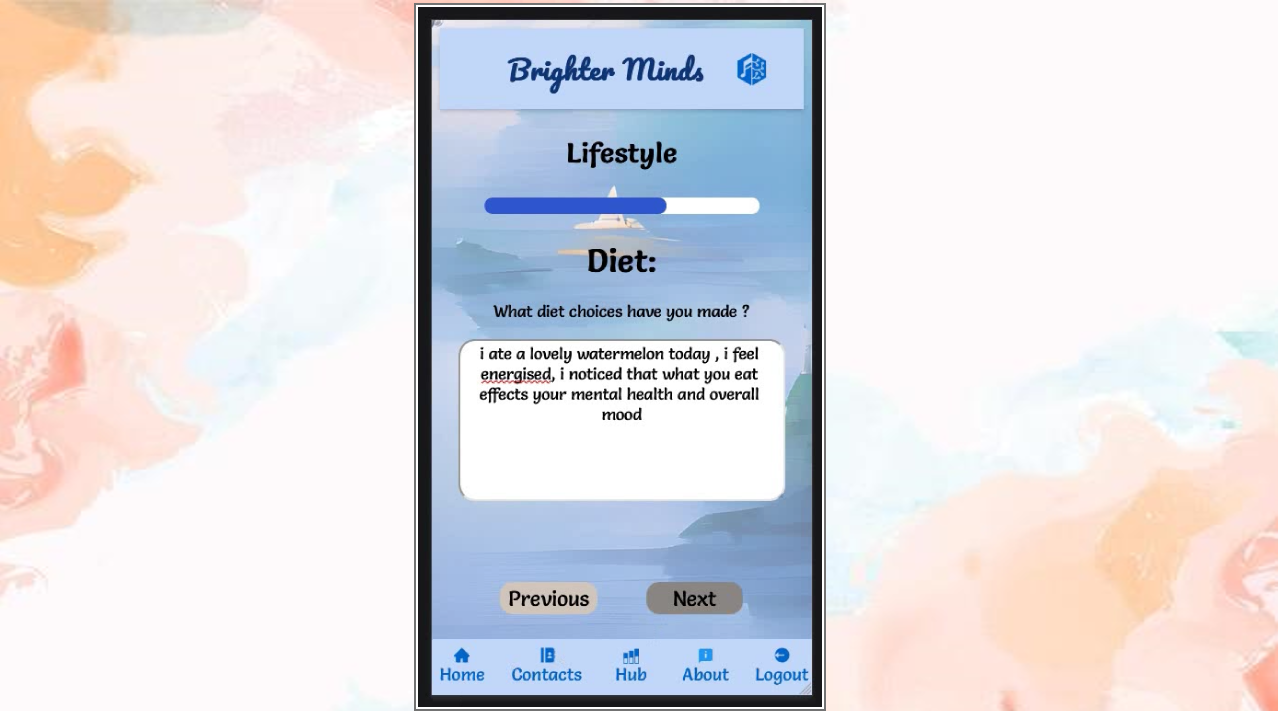 Brighter Minds
Lifestyle
Diet:
What diet choices have you made ?
i ate a lovely watermelon today , i feel
energised, i noticed that what you eat
effects your mental health and overall
mood
Previous Next
Home Contacts Hub About Logout